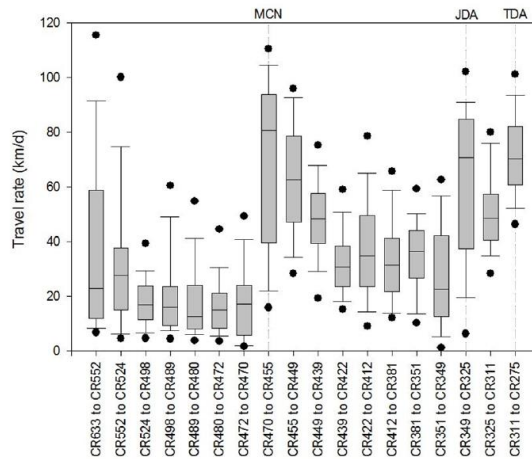 MCN JDA TDA
120
100
80
60
40
20
0
Travel rate (km/d)
CR633 to CR552
CR552 to CR524
CR524 to CR498
CR498 to CR489
CR489 to CR480
CR480 to CR472
CR472 to CR470
CR470 to CR455
CR455 to CR449
CR449 to CR439
CR439 to CR422
CR422 to CR412
CR412 to CR381
CR381 to CR351
CR351 to CR349
CR349 to CR325
CR325 to CR311
CR311 to CR275